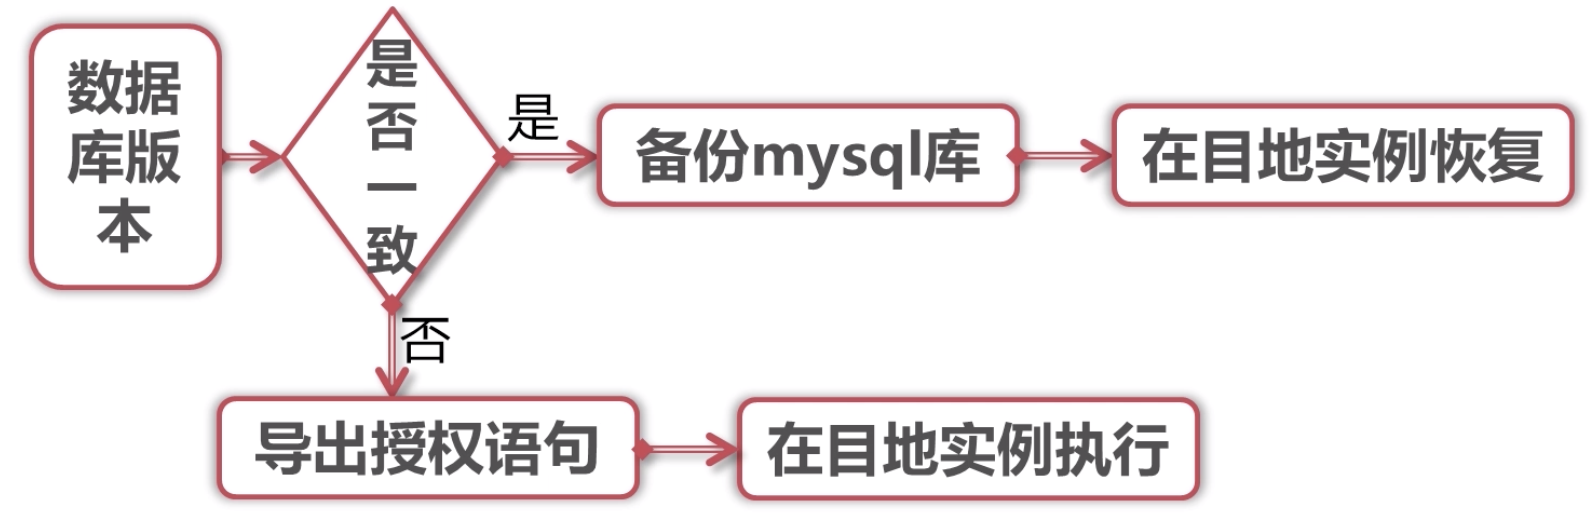 数据
库版
本
是
否
一
致
是
备份mysql库
在目地实例恢复
否
导出授权语句
在目地实例执行